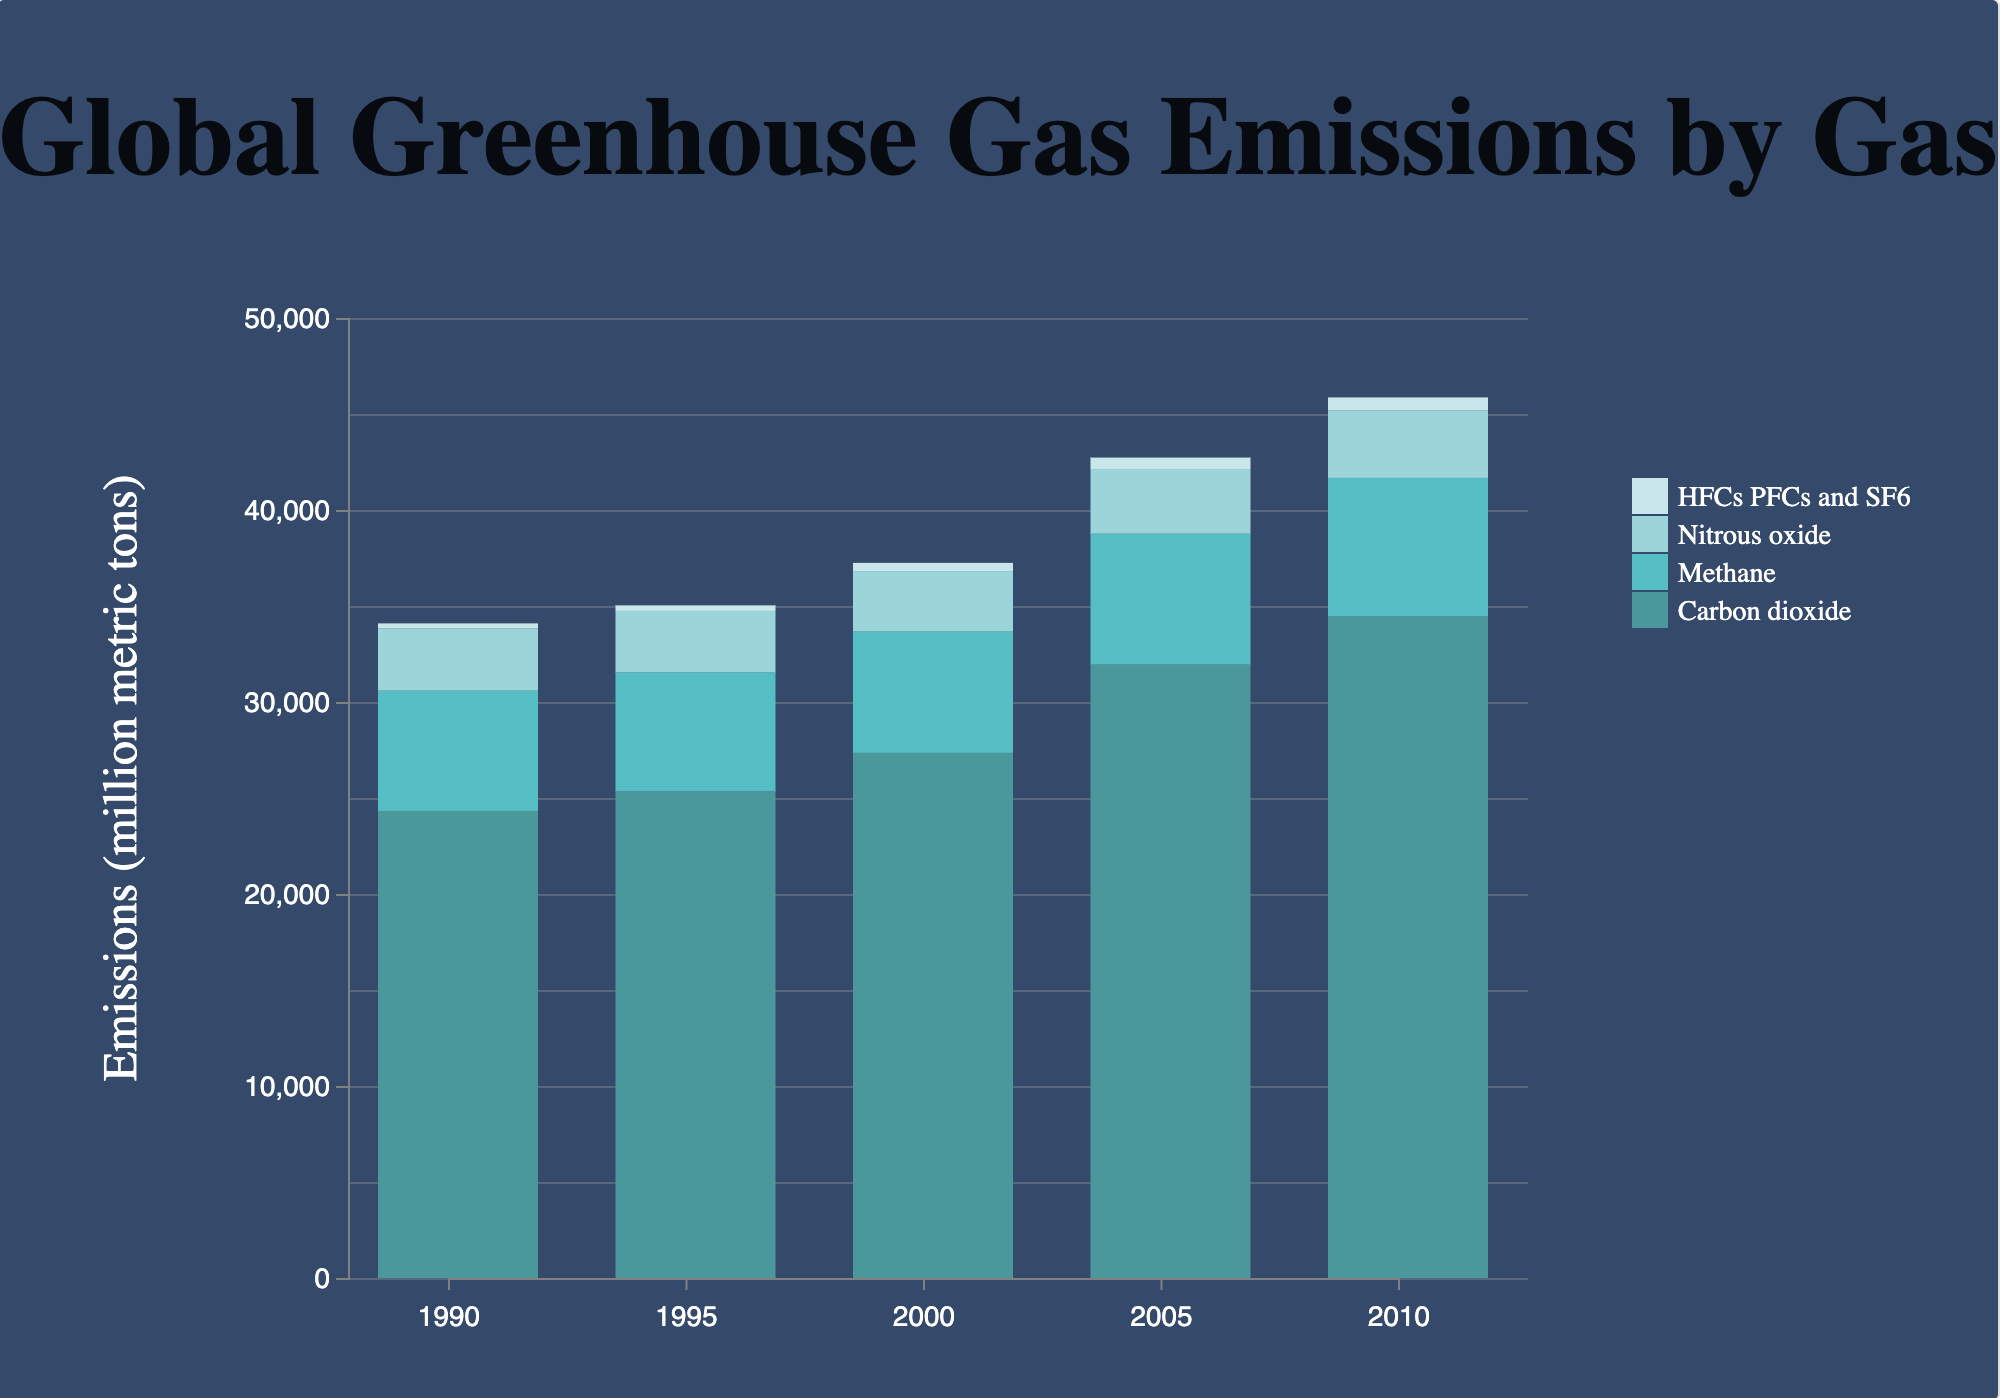 Global Greenhouse Gas Emissions by Gas
Emissions (million metric tons)
50,000
40,000
30,000
20,000
10,000
0
1990 1995 2000 2005 2010
HFCs PFCs and SF6
Nitrous oxide
Methane
Carbon dioxide